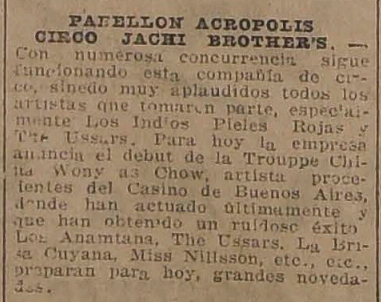 PABELLON ACROPOLIS
CIRCO JACHI BROTHER'S. —
Con numerosa concurrencia sigue
funcionando esta compañía de cir-
co, sinedo muy aplaudidos todos los
artistas que tomaren parte, especial-
mente Los Indios Pieles Rojas y
The Ussars. Para hoy la empresa
anuncia el debut de la Trouppe Chi-
na Wony as Chow, artista proce-
dentes del Casino de Buenos Aires,
donde han actuado últimamente y
que han obtenido un ruidoso éxito
Los Anamtana, The Ussars. La Bri-
sa Cuyana, Miss Nillsson, etc., etc.,
preparan para hoy, grandes noveda-
des.